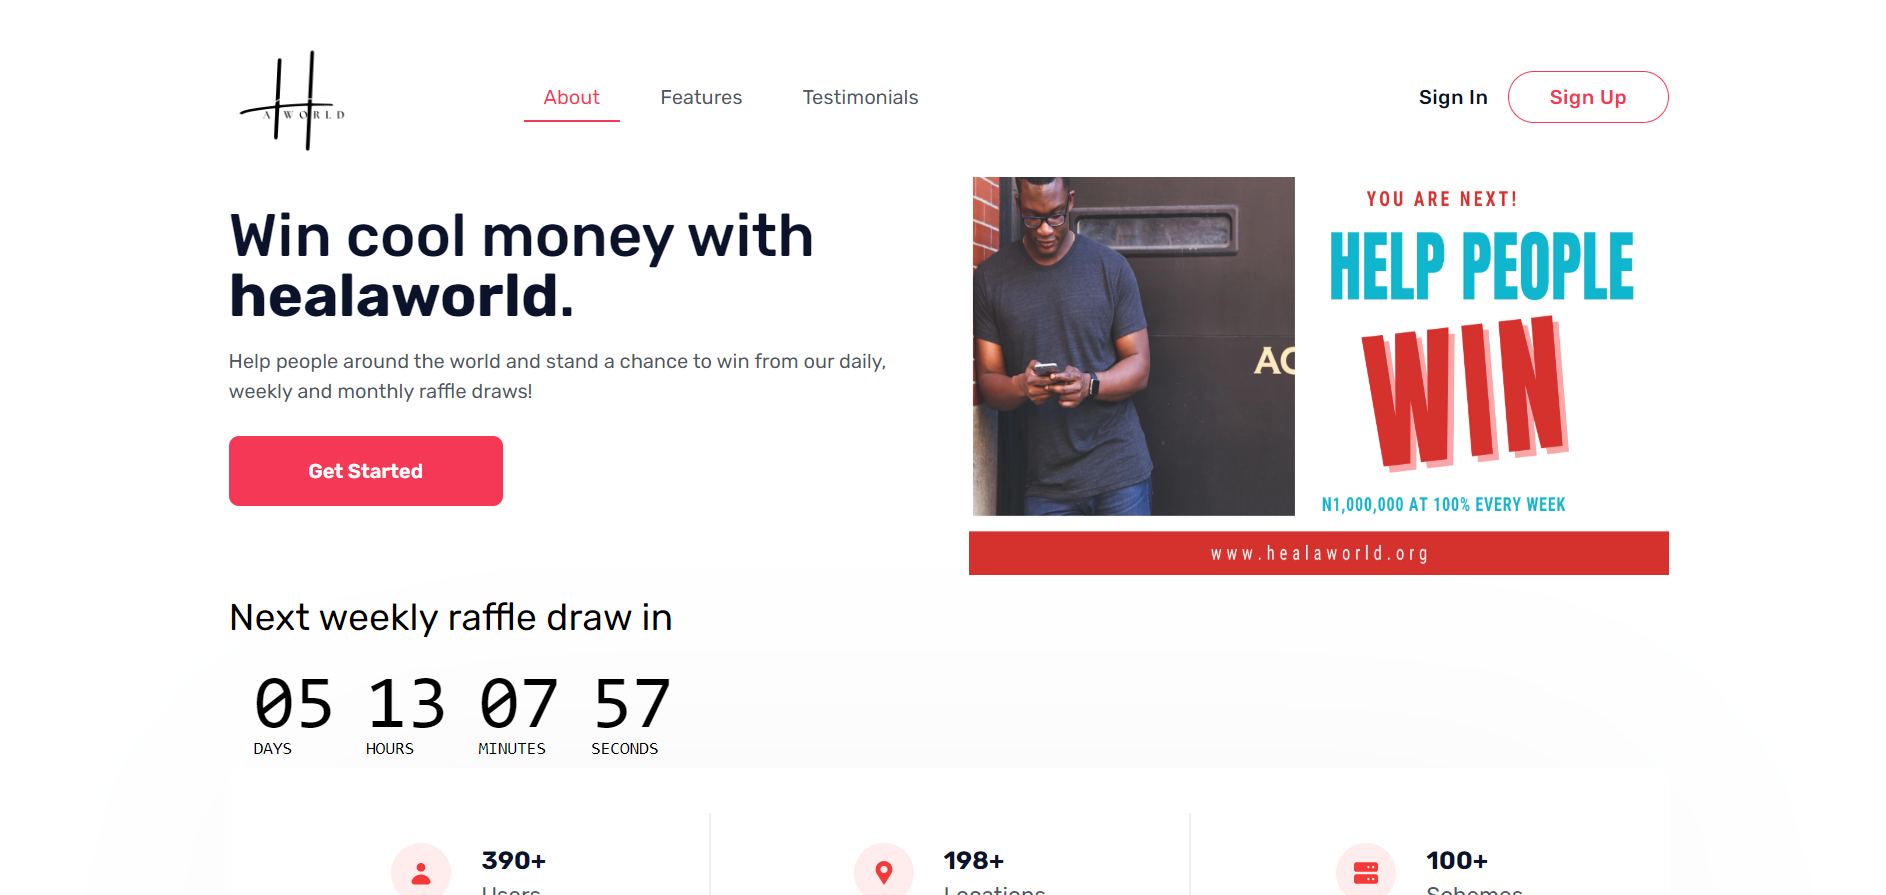 A WORLD
About
Features
Testimonials
Sign In
Sign Up
Win cool money with
healaworld.
Help people around the world and stand a chance to win from our daily,
weekly and monthly raffle draws!
Get Started
AC
YOU ARE NEXT!
HELP PEOPLE
WIN
N1,000,000 AT 100% EVERY WEEK
www.healaworld.org
Next weekly raffle draw in
05 13 07 57
DAYS HOURS MINUTES SECONDS
390+
Users
198+
Locations
100+
Schemes